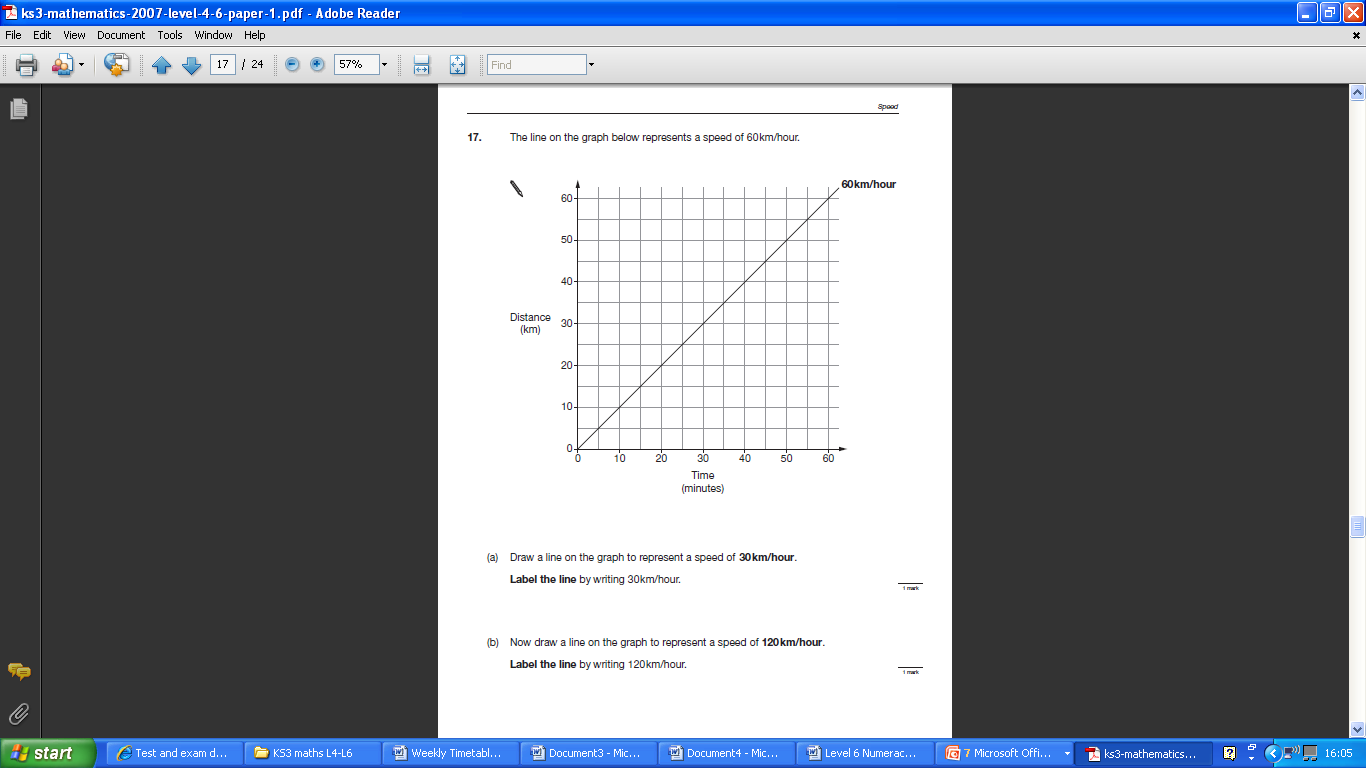 ks3-mathematics-2007-level-4-6-paper-1.pdf - Adobe Reader
File Edit View Document Tools Window Help
17 / 24 57% Find
Speed
17. The line on the graph below represents a speed of 60km/hour.
60km/hour
60
50
40
Distance
(km)
30
20
10
0
0 10 20 30 40 50 60
Time
(minutes)
(a) Draw a line on the graph to represent a speed of 30km/hour.
Label the line by writing 30km/hour.
1 mark
(b) Now draw a line on the graph to represent a speed of 120km/hour.
Label the line by writing 120km/hour.
1 mark
start Test and exam d... KS3 maths L4-L6 Weekly Timetabl... Document3 - Mic... Document4 - Mic... Level 6 Numerac... 7 Microsoft Offi... ks3-mathematics... 16:05